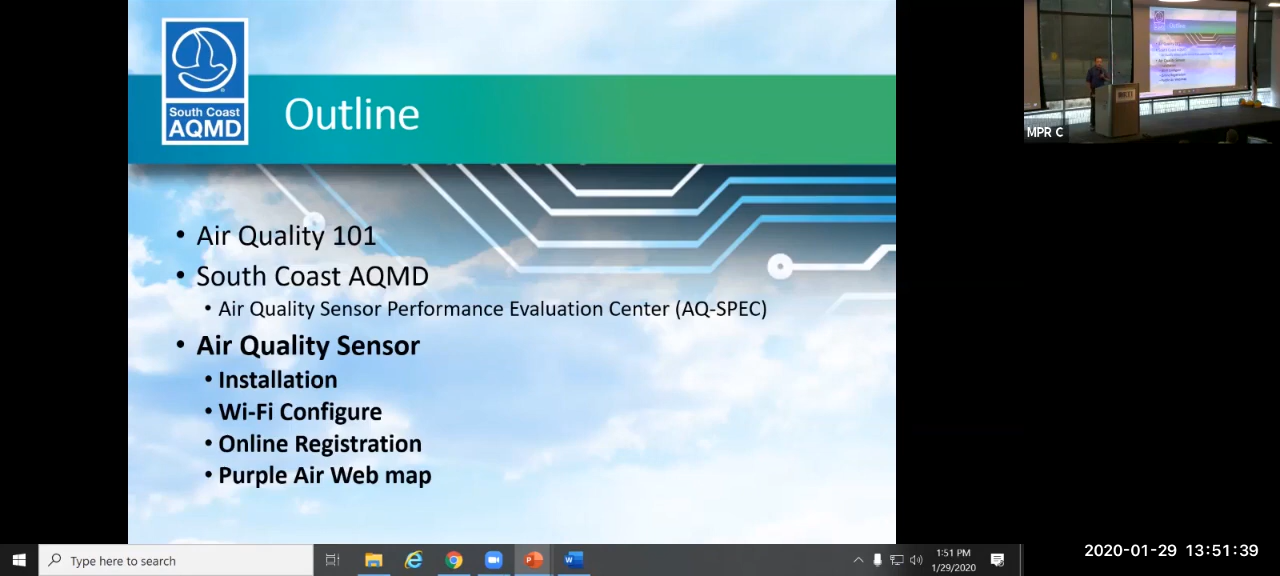 South Coast
AQMD
Outline
• Air Quality 101
• South Coast AQMD
• Air Quality Sensor Performance Evaluation Center (AQ-SPEC)
• Air Quality Sensor
• Installation
• Wi-Fi Configure
• Online Registration
• Purple Air Web map
MPR C
Type here to search
1:51 PM
1/29/2020
2020-01-29 13:51:39